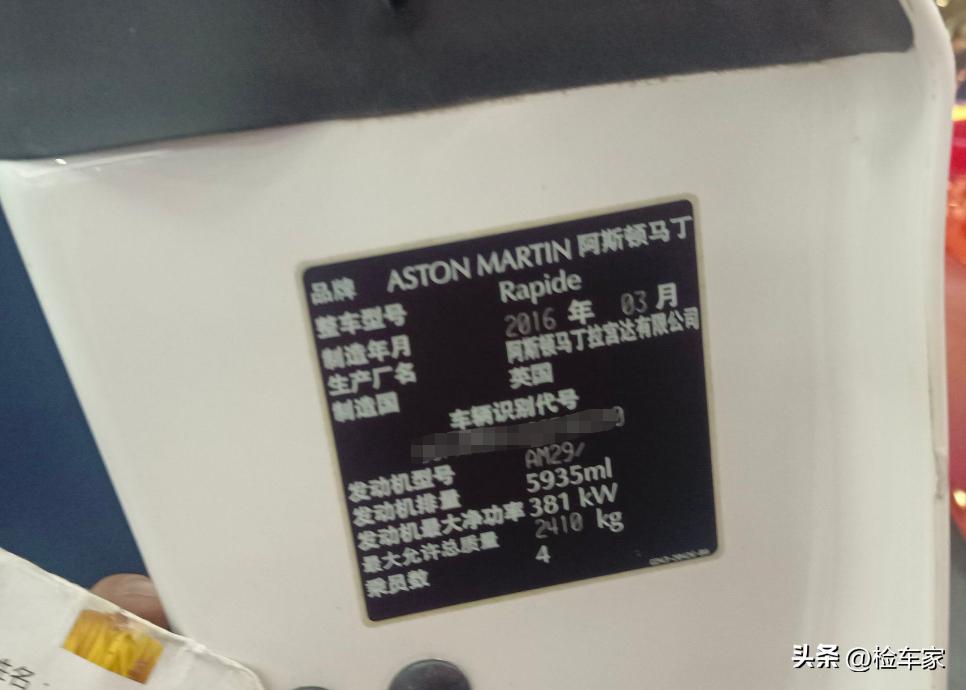 品牌 ASTON MARTIN 阿斯顿马丁
整车型号 Rapide
制造年月 2016 年 03 月
生产厂名 阿斯顿马丁拉宫达有限公司
制造国 英国
车辆识别代号
发动机型号 AM29/
发动机排量 5935ml
发动机最大净功率 381 kW
最大允许总质量 2410 kg
乘员数 4
姓名
头条 @检车家